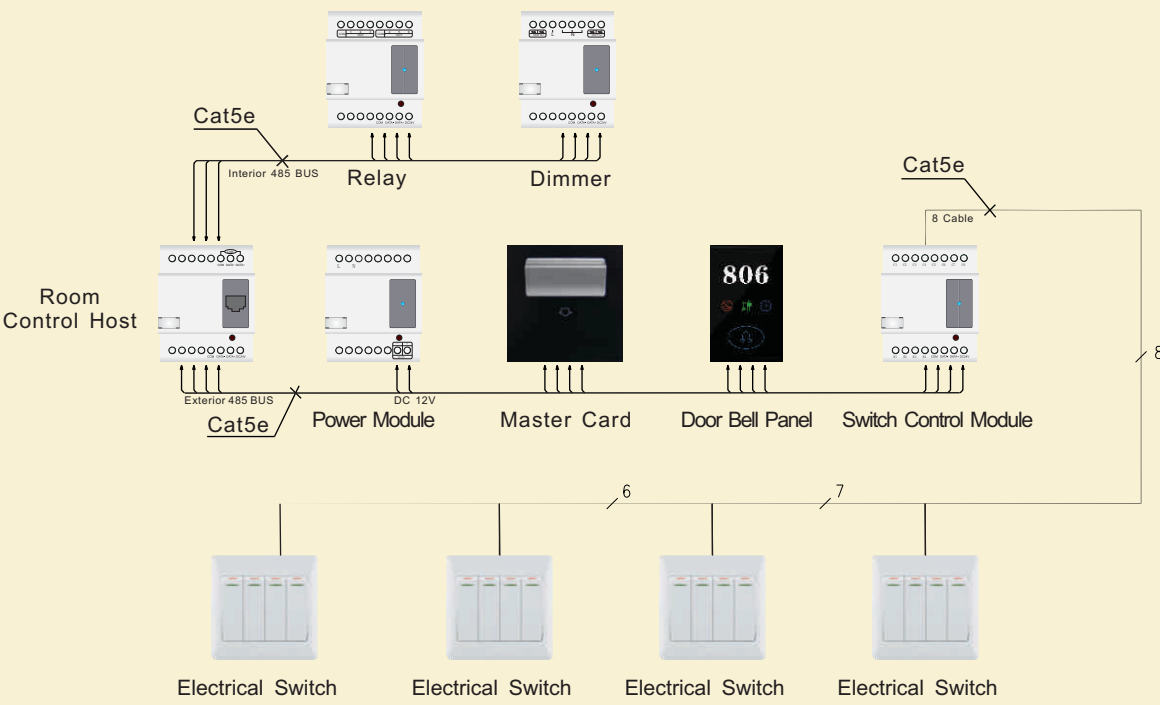 Cat5e
Interior 485 BUS
Relay
Dimmer
Cat5e
8 Cable
Room
Control Host
806
8
Exterior 485 BUS
DC 12V
Cat5e
Power Module
Master Card
Door Bell Panel
Switch Control Module
6
7
Electrical Switch
Electrical Switch
Electrical Switch
Electrical Switch